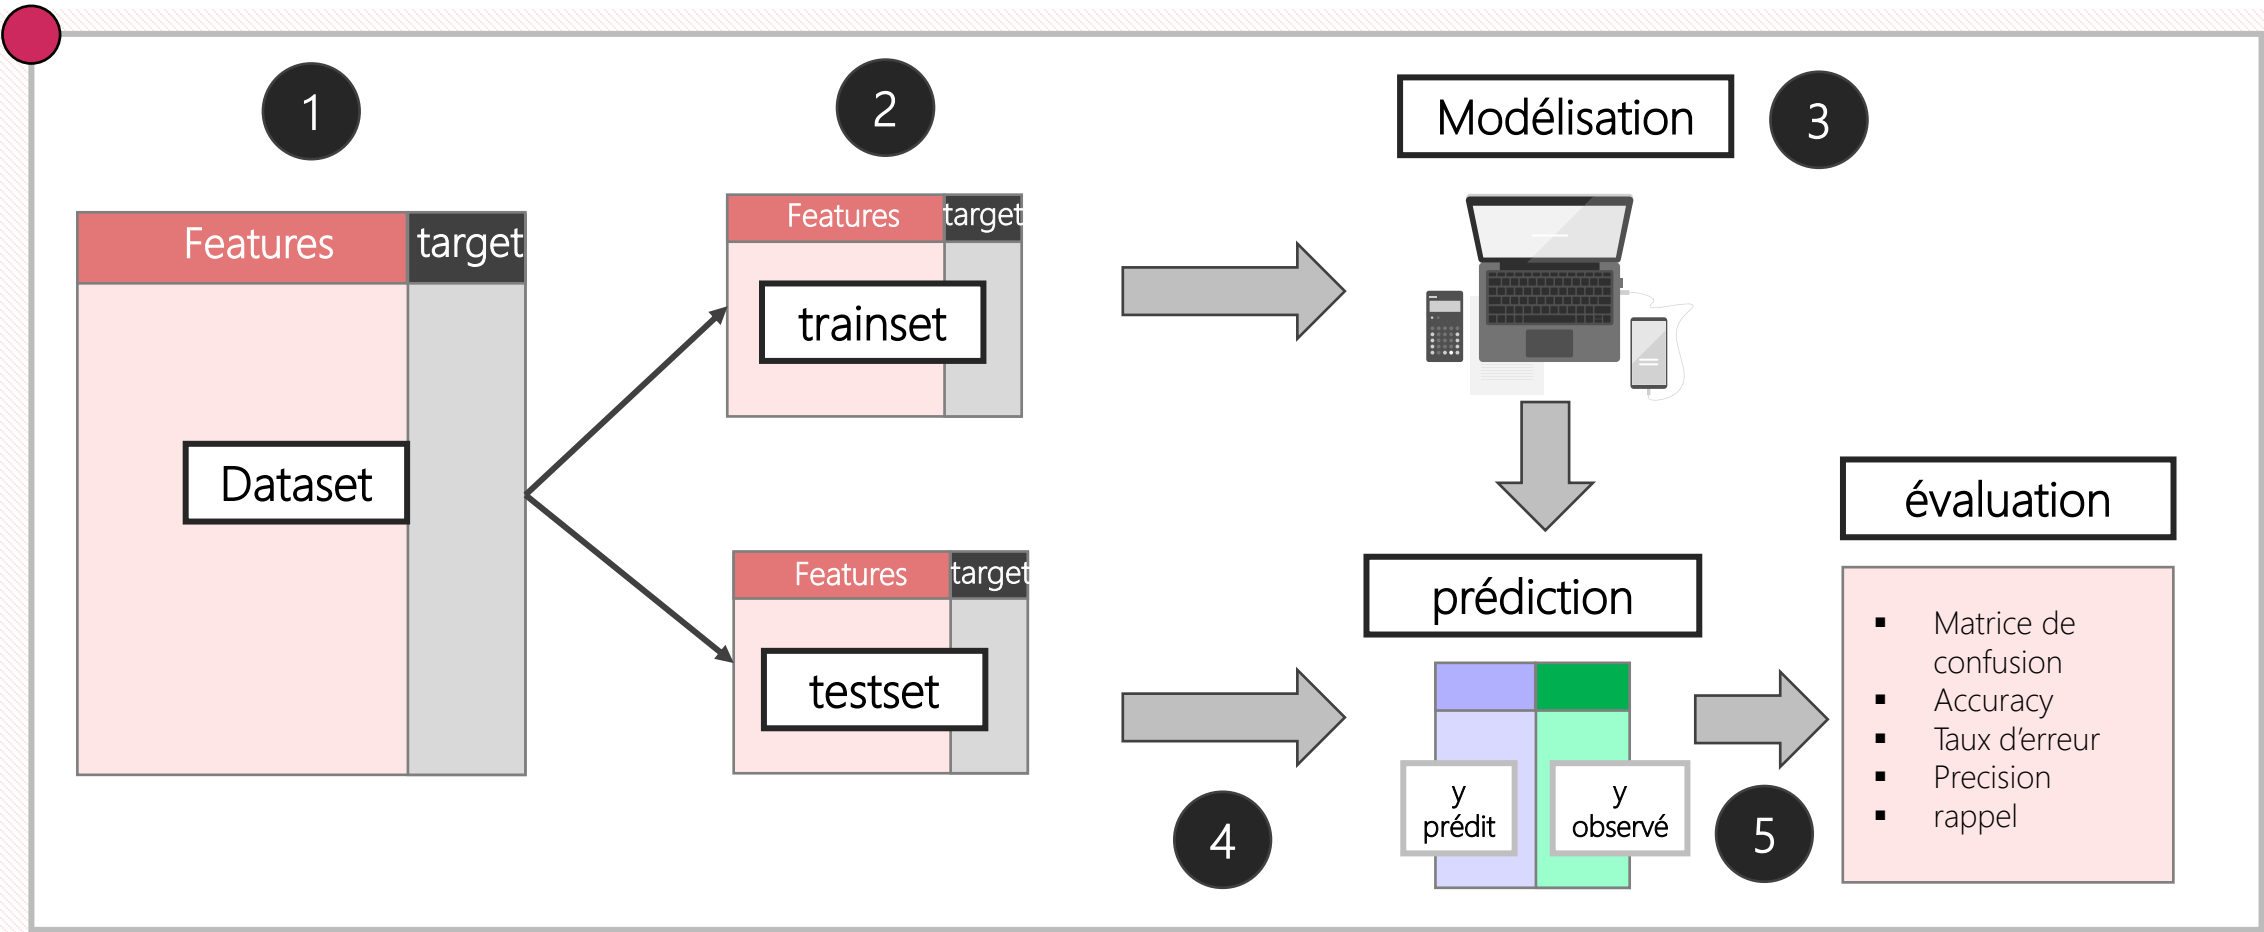 1
2
Modélisation
3
Features
target
Dataset
Features
target
trainset
Features
target
testset
4
prédiction
y
prédit
y
observé
5
évaluation
▪ Matrice de
confusion
▪ Accuracy
▪ Taux d’erreur
▪ Precision
▪ rappel